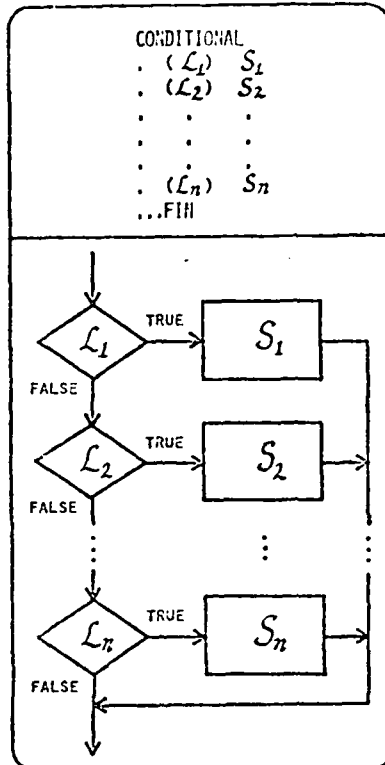 CONDITIONAL
. (ℒ1) S1
. (ℒ2) S2
. . .
. . .
. . .
. (ℒn) Sn
...FIN
ℒ1 TRUE S1
FALSE
ℒ2 TRUE S2
FALSE
⋮ ⋮ ⋮
ℒn TRUE Sn
FALSE